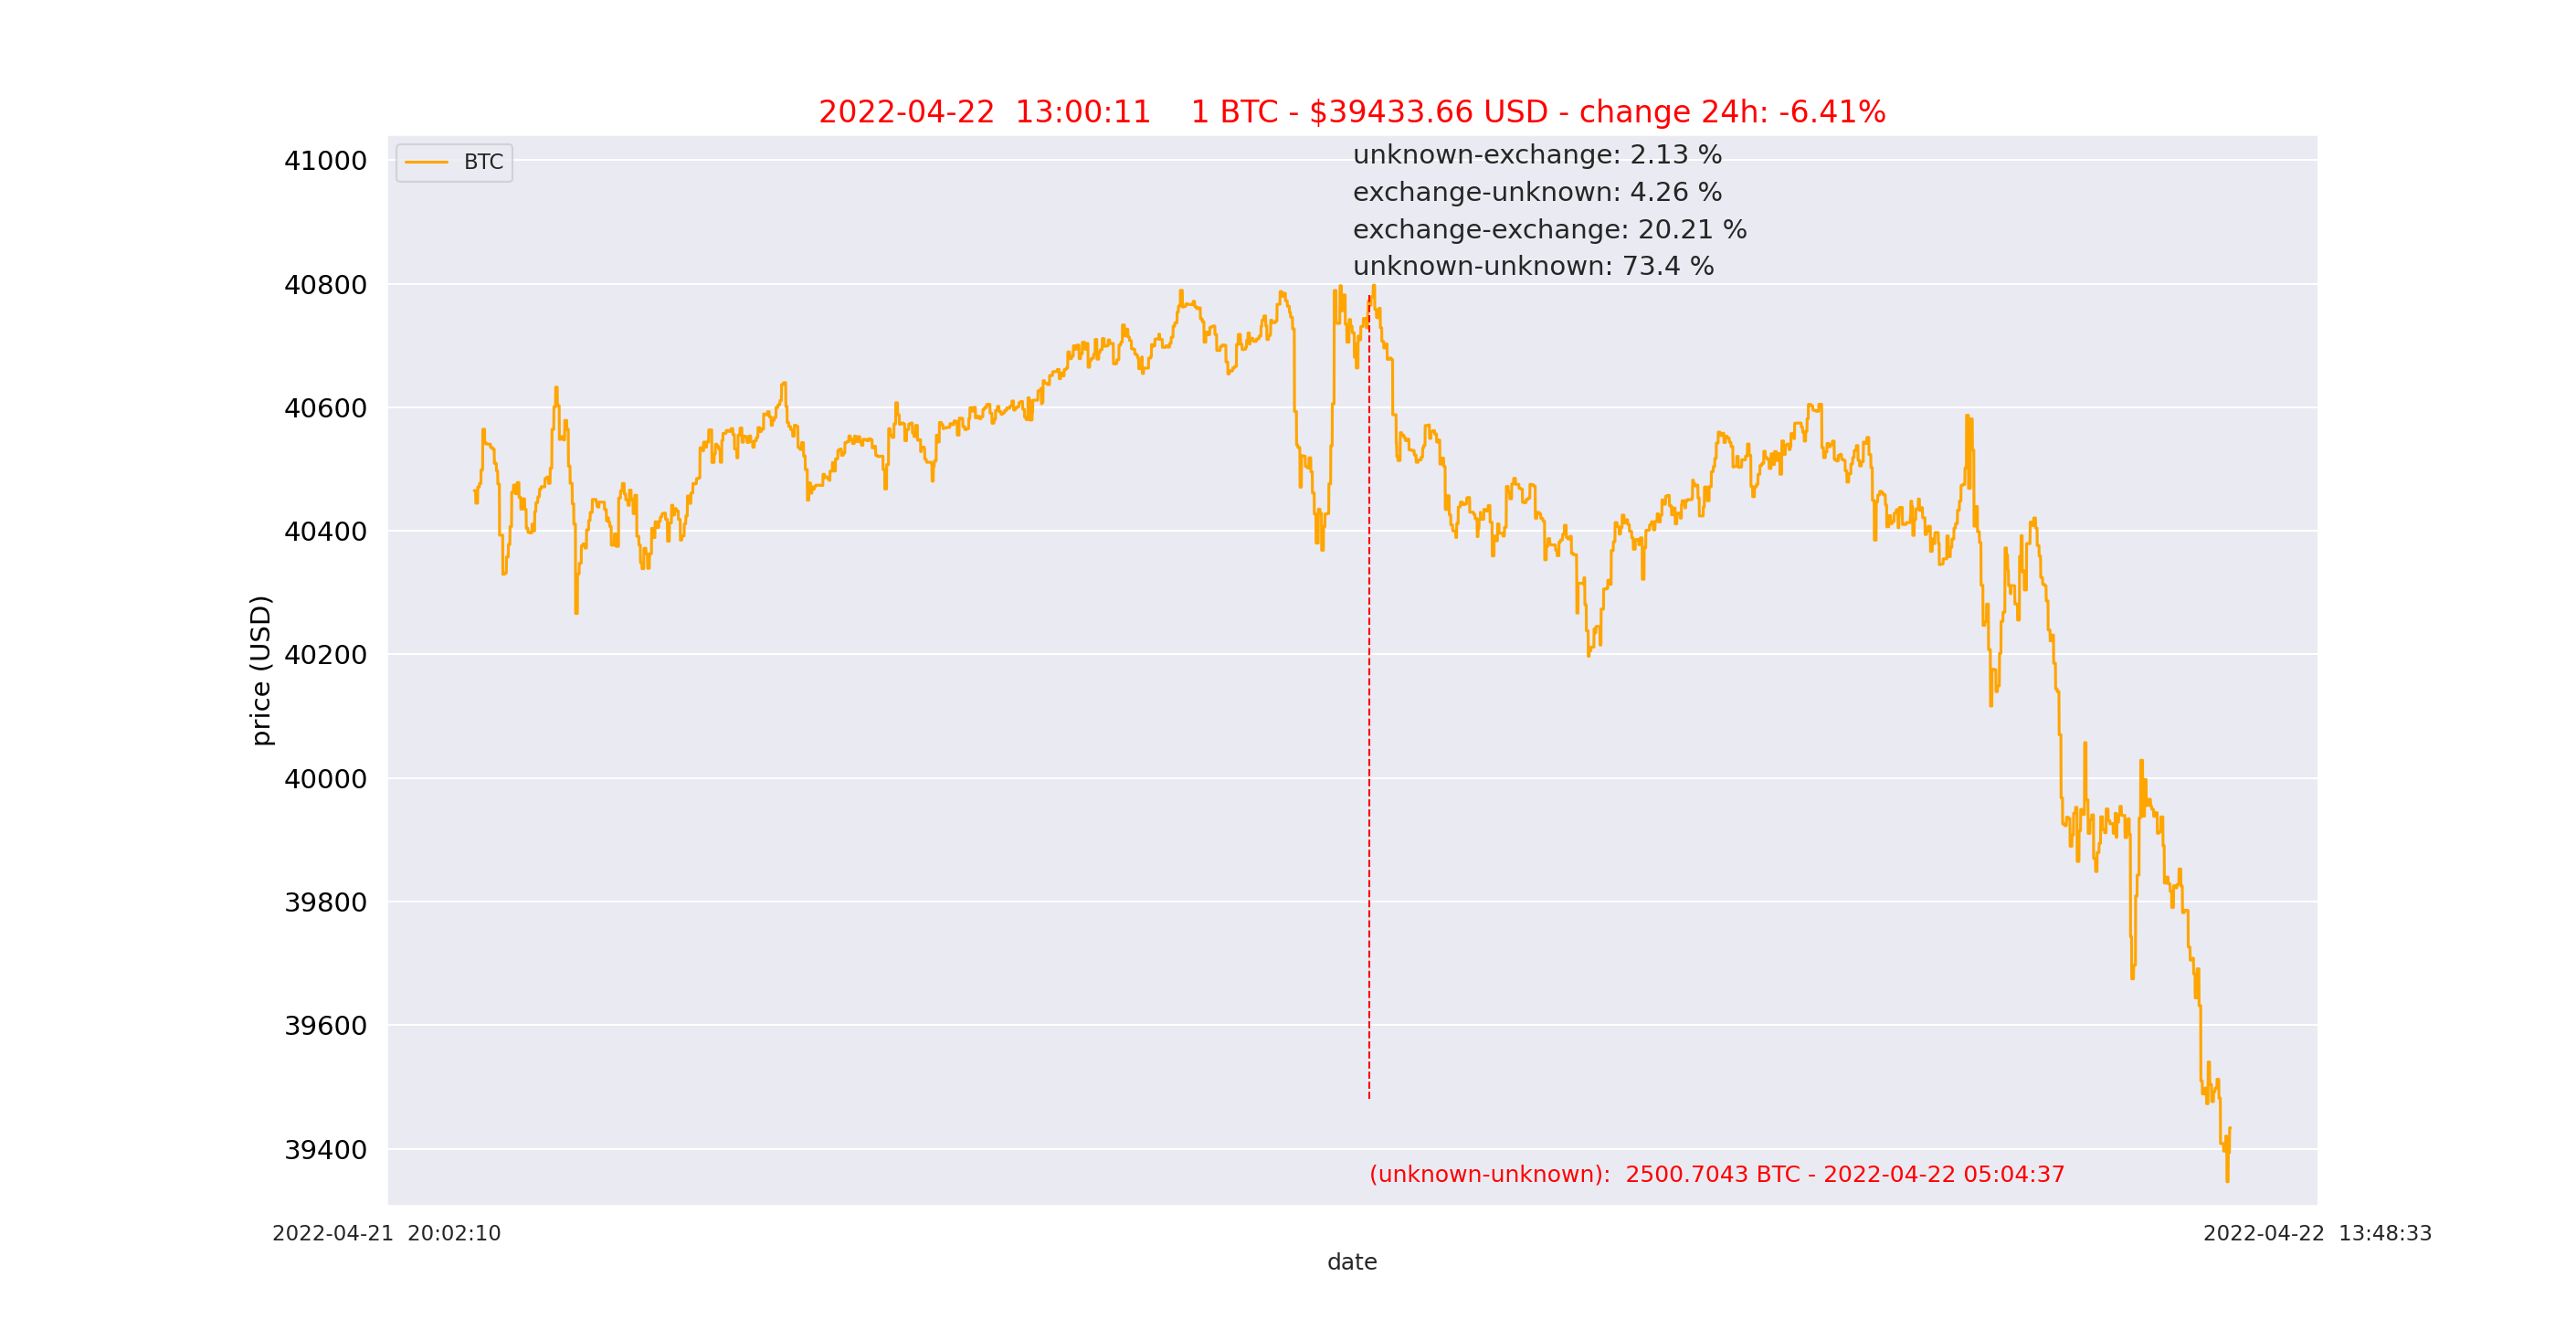 2022-04-22  13:00:11    1 BTC - $39433.66 USD - change 24h: -6.41%
BTC
unknown-exchange: 2.13 %
exchange-unknown: 4.26 %
exchange-exchange: 20.21 %
unknown-unknown: 73.4 %
41000
40800
40600
40400
40200
40000
39800
39600
39400
price (USD)
(unknown-unknown):  2500.7043 BTC - 2022-04-22 05:04:37
2022-04-21  20:02:10
2022-04-22  13:48:33
date